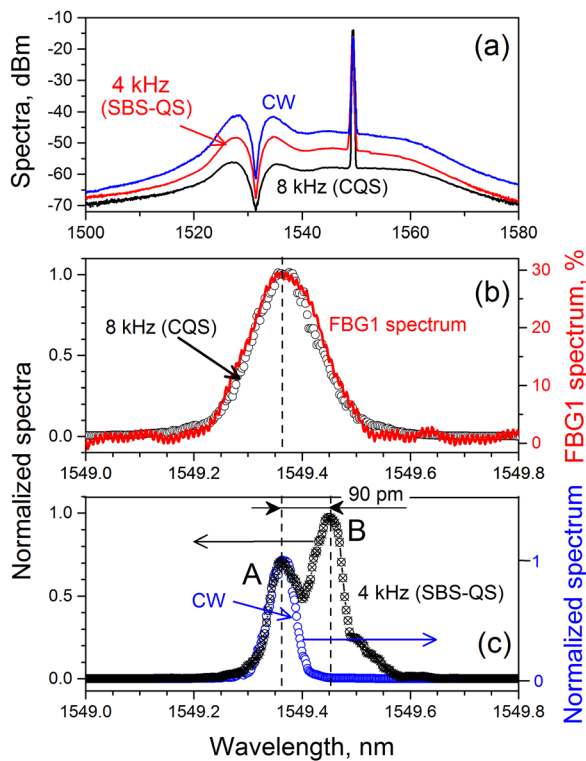 -10
-20
-30
-40
-50
-60
-70
Spectra, dBm
(a)
4 kHz
(SBS-QS)
CW
8 kHz (CQS)
1500
1520
1540
1560
1580
1.0
0.5
0.0
Normalized spectra
(b)
8 kHz (CQS)
FBG1 spectrum
30
20
10
0
FBG1 spectrum, %
1549.0
1549.2
1549.4
1549.6
1549.8
90 pm
1.0
0.5
0.0
A
B
CW
4 kHz (SBS-QS)
(c)
1
0
Normalized spectrum
1549.0
1549.2
1549.4
1549.6
1549.8
Wavelength, nm